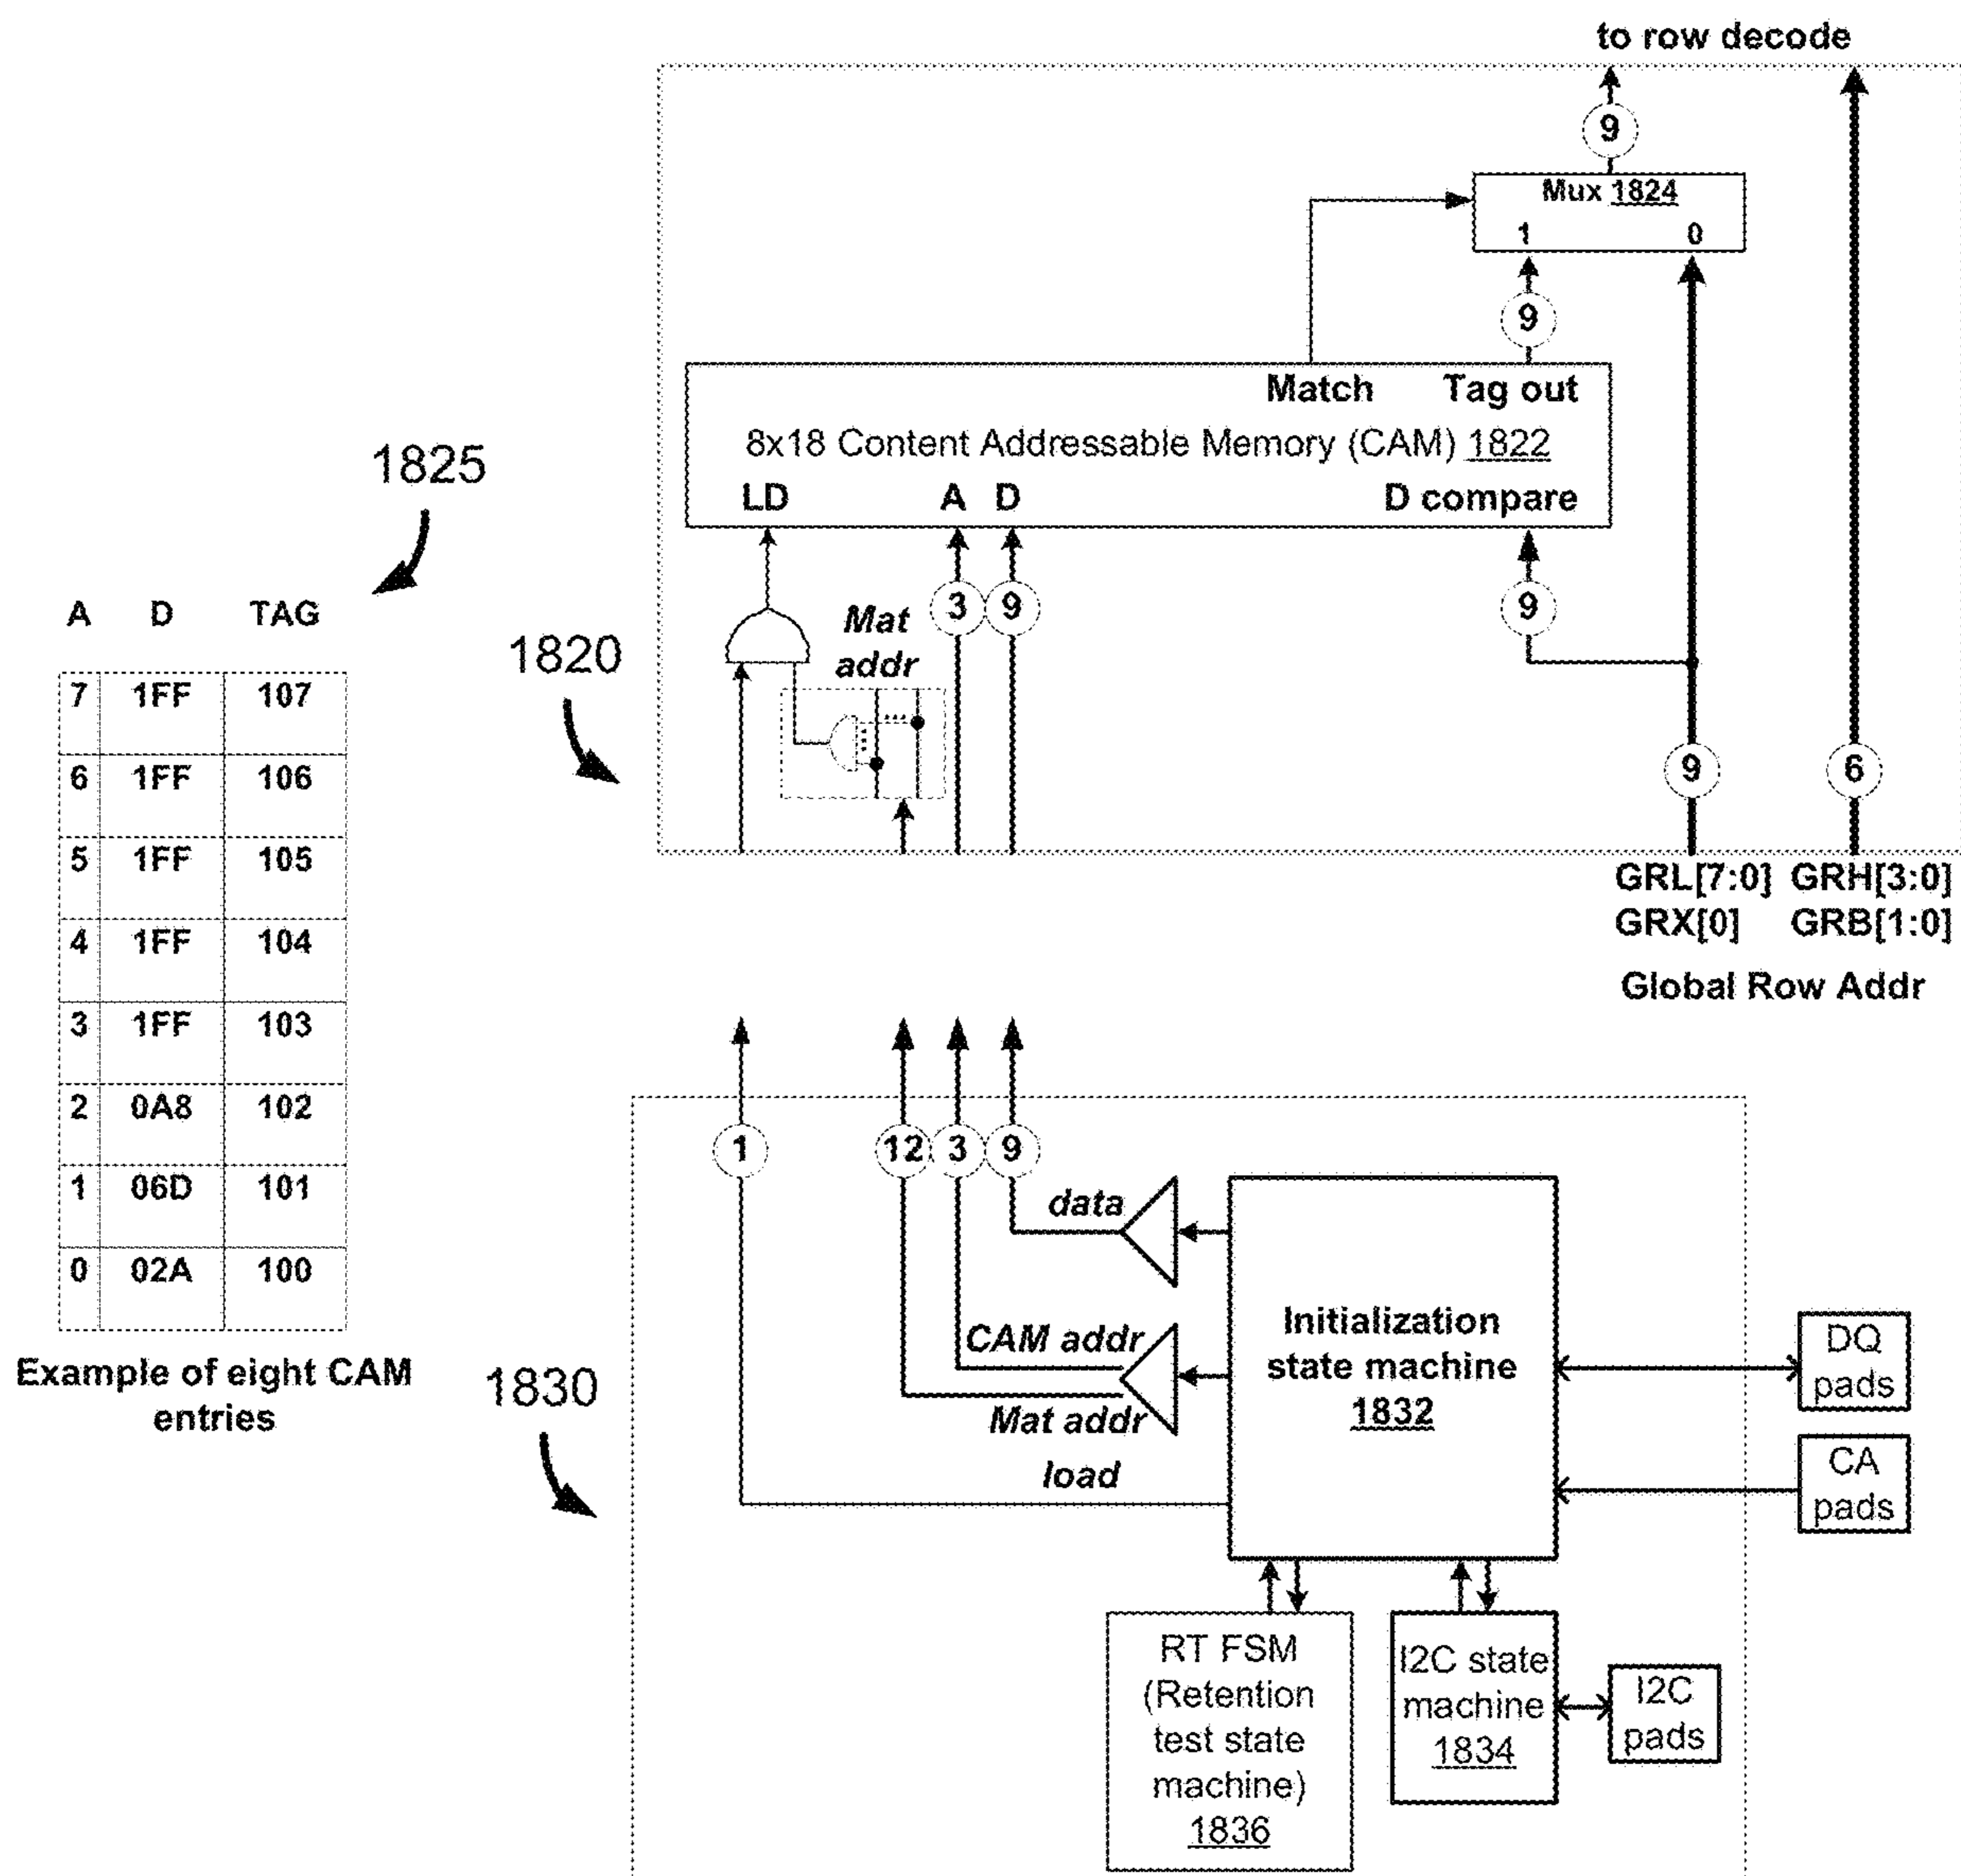 to row decode
9
Mux 1824
1 0
9
Match Tag out
8x18 Content Addressable Memory (CAM) 1822
LD A D D compare
1825
A D TAG
7 1FF 107
6 1FF 106
5 1FF 105
4 1FF 104
3 1FF 103
2 0A8 102
1 06D 101
0 02A 100
Example of eight CAM
entries
1820
Mat
addr
3 9 9
9 6
GRL[7:0] GRH[3:0]
GRX[0] GRB[1:0]
Global Row Addr
1830
1 12 3 9
data
CAM addr
Mat addr
load
Initialization
state machine
1832
DQ
pads
CA
pads
RT FSM
(Retention
test state
machine)
1836
I2C state
machine
1834
I2C
pads